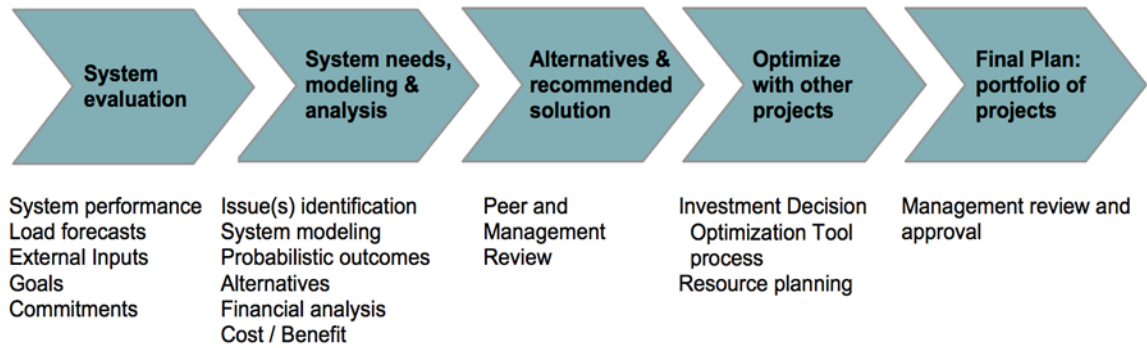 System
evaluation
System needs,
modeling &
analysis
Alternatives &
recommended
solution
Optimize
with other
projects
Final Plan:
portfolio of
projects
System performance
Load forecasts
External Inputs
Goals
Commitments
Issue(s) identification
System modeling
Probabilistic outcomes
Alternatives
Financial analysis
Cost / Benefit
Peer and
Management
Review
Investment Decision
Optimization Tool
process
Resource planning
Management review and
approval